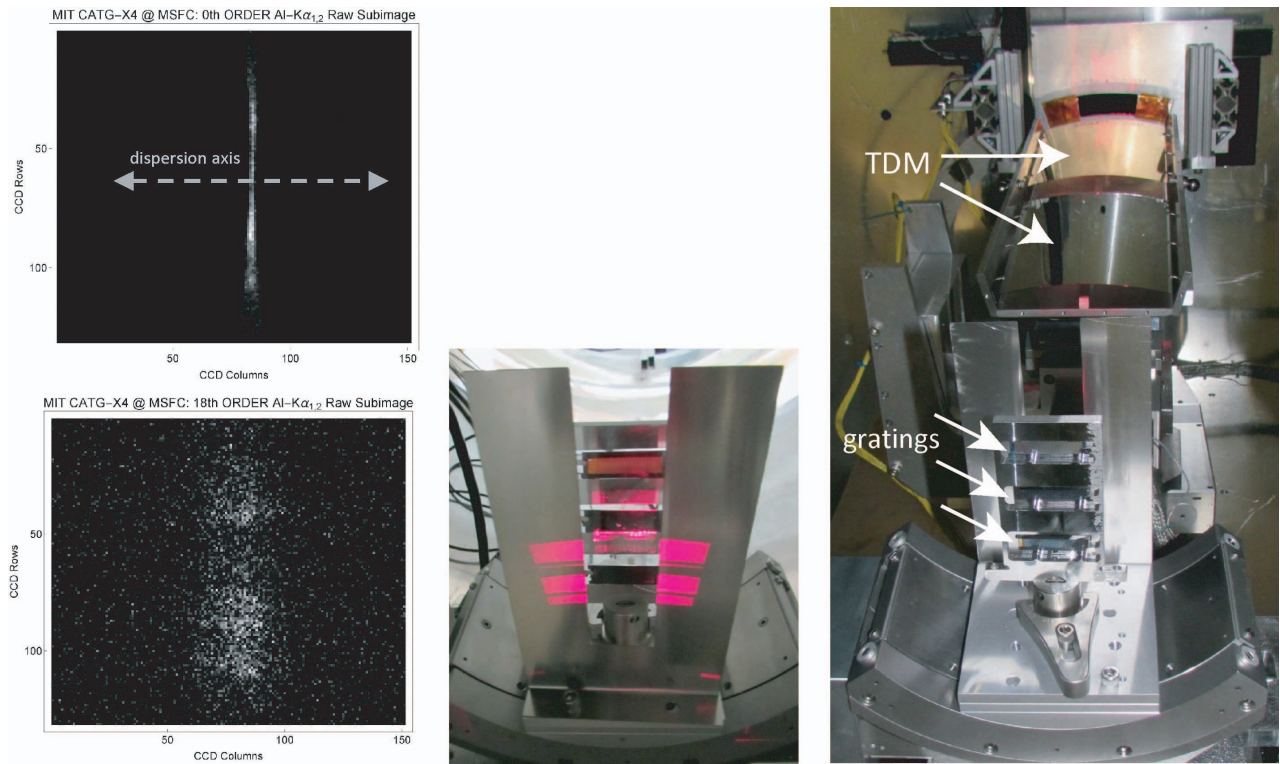 MIT CATG-X4 @ MSFC: 0th ORDER Al-Kα1,2 Raw Subimage
dispersion axis
50
100
CCD Rows
50
100
150
CCD Columns
MIT CATG-X4 @ MSFC: 18th ORDER Al-Kα1,2 Raw Subimage
50
100
CCD Rows
50
100
150
CCD Columns
TDM
gratings